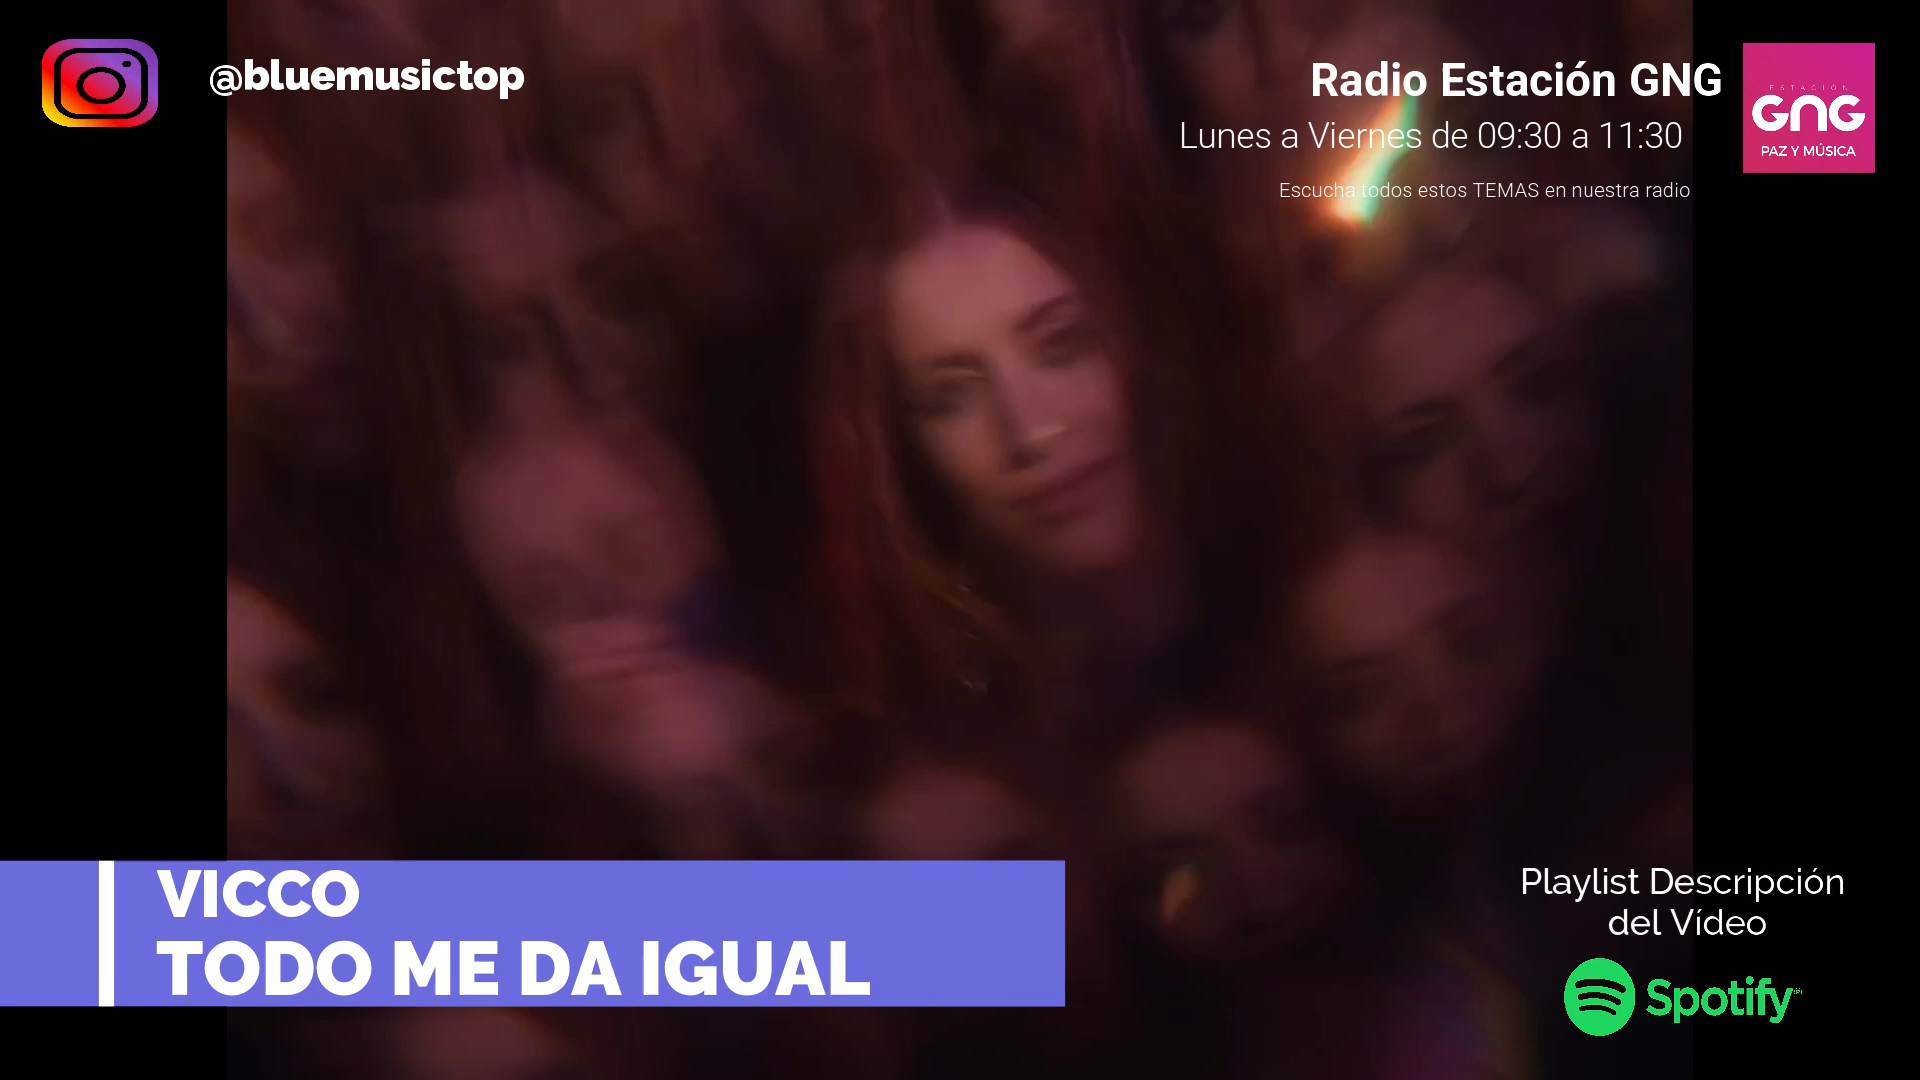 @bluemusictop
Radio Estación GNG
Lunes a Viernes de 09:30 a 11:30
Escucha todos estos TEMAS en nuestra radio
ESTACIÓN
GNG
PAZ Y MÚSICA
VICCO
TODO ME DA IGUAL
Playlist Descripción
del Vídeo
Spotify